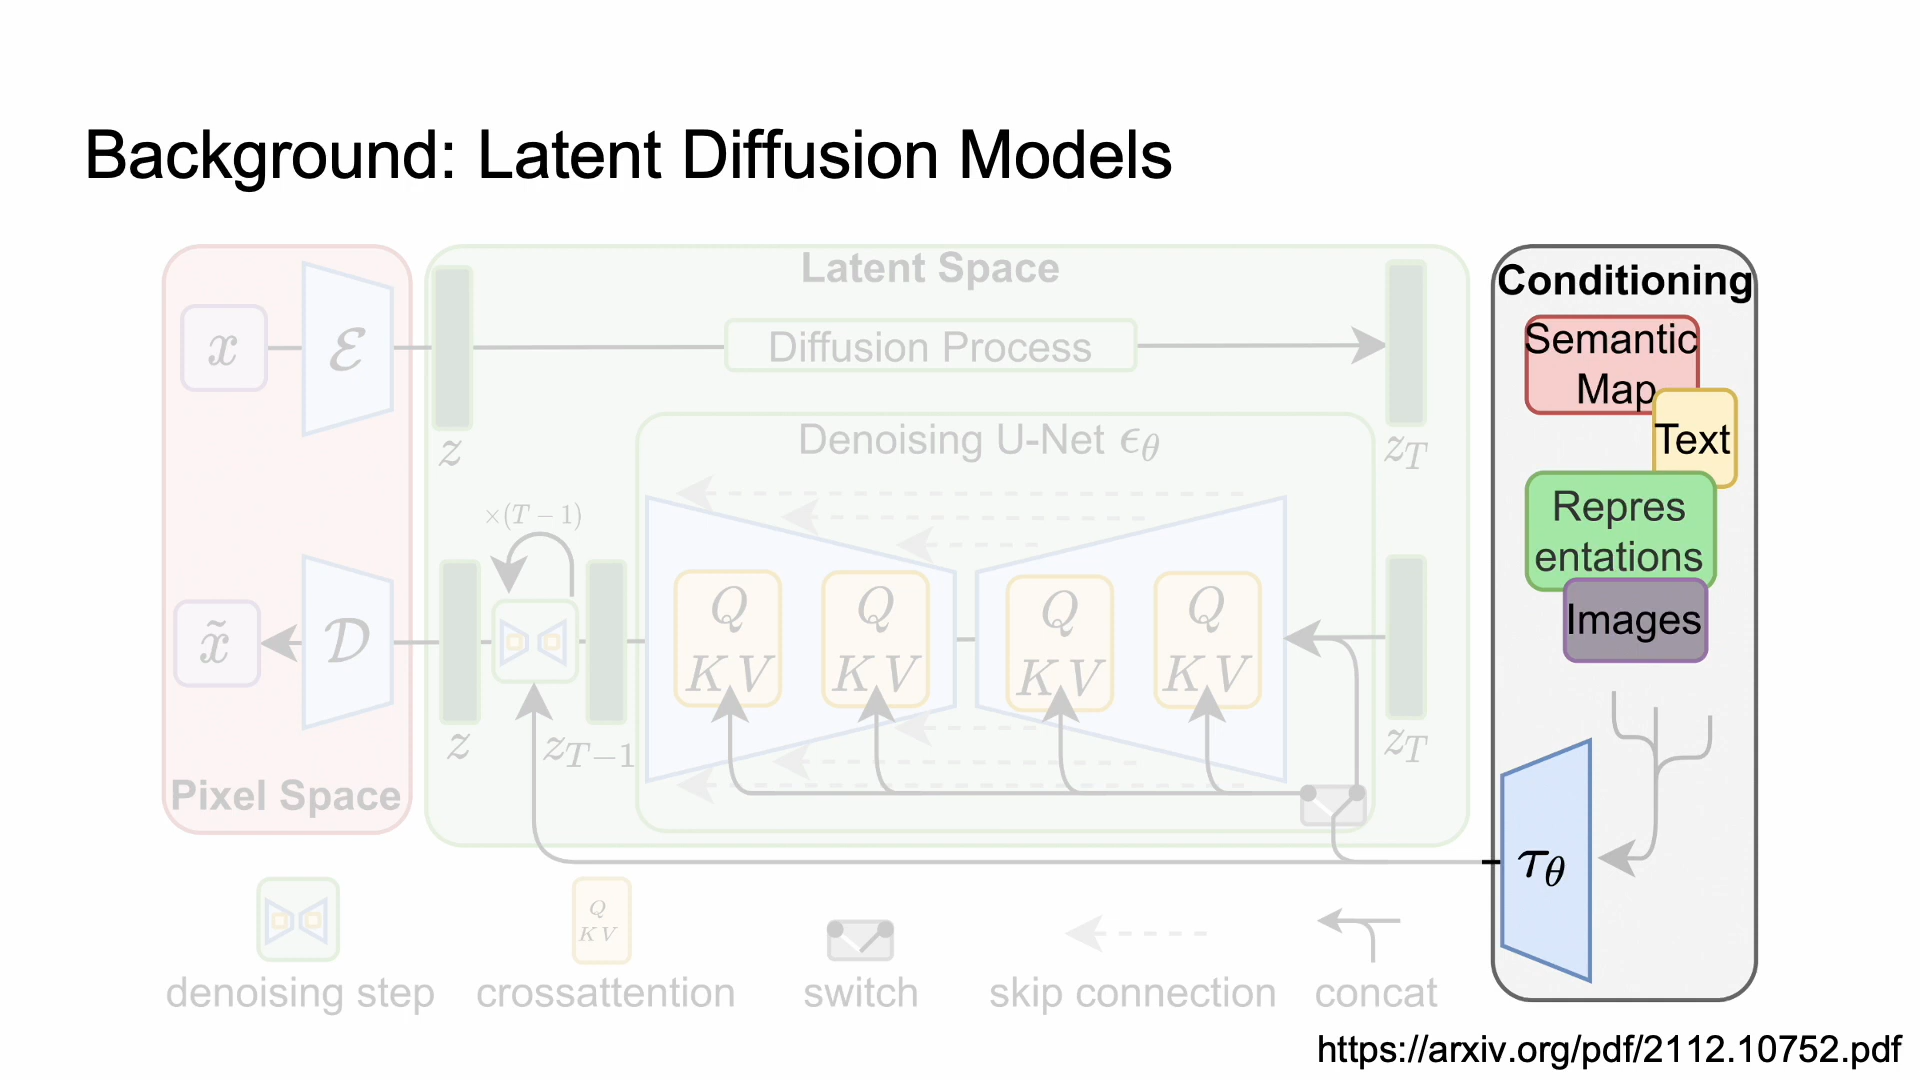 Background: Latent Diffusion Models
Latent Space
Conditioning
x
ℰ
Diffusion Process
Semantic
Map
Text
z
Denoising U-Net ϵ_θ
z_T
Repres
entations
Images
×(T − 1)
Q
K V
Q
K V
Q
K V
Q
K V
x̃
𝒟
z
z_{T−1}
z_T
Pixel Space
τ_θ
Q
K V
denoising step
crossattention
switch
skip connection
concat
https://arxiv.org/pdf/2112.10752.pdf